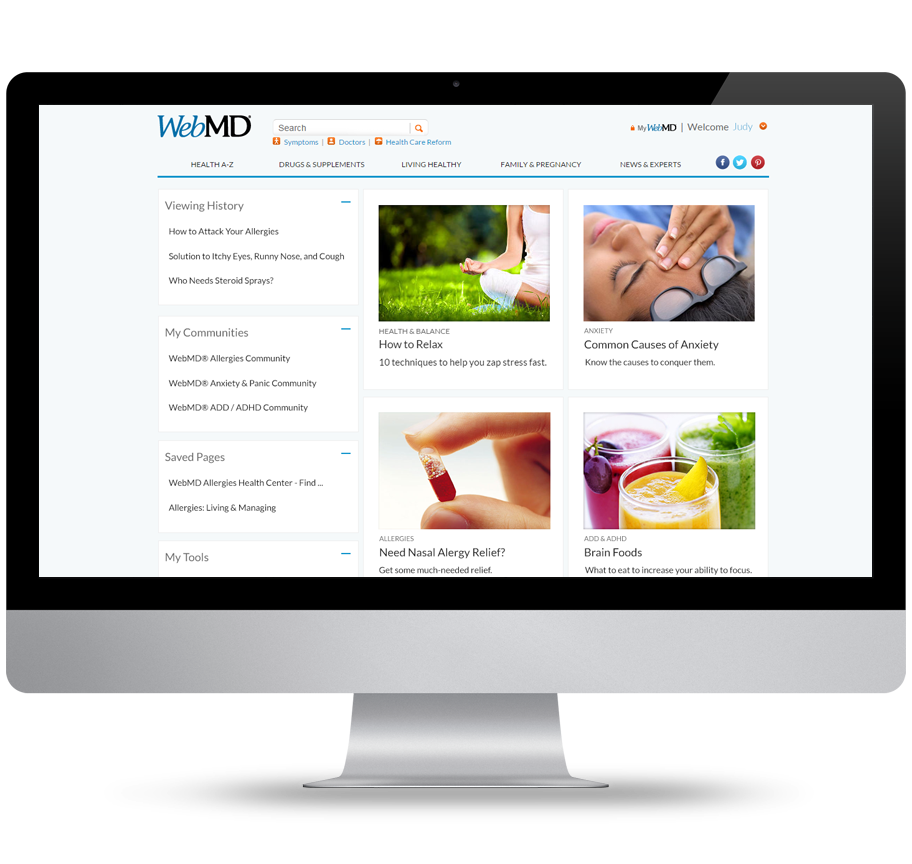 WebMD
Search
My WebMD | Welcome Judy
Symptoms | Doctors | Health Care Reform
HEALTH A-Z
DRUGS & SUPPLEMENTS
LIVING HEALTHY
FAMILY & PREGNANCY
NEWS & EXPERTS
Viewing History
How to Attack Your Allergies
Solution to Itchy Eyes, Runny Nose, and Cough
Who Needs Steroid Sprays?
My Communities
WebMD® Allergies Community
WebMD® Anxiety & Panic Community
WebMD® ADD / ADHD Community
Saved Pages
WebMD Allergies Health Center - Find ...
Allergies: Living & Managing
My Tools
HEALTH & BALANCE
How to Relax
10 techniques to help you zap stress fast.
ANXIETY
Common Causes of Anxiety
Know the causes to conquer them.
ALLERGIES
Need Nasal Alergy Relief?
Get some much-needed relief.
ADD & ADHD
Brain Foods
What to eat to increase your ability to focus.